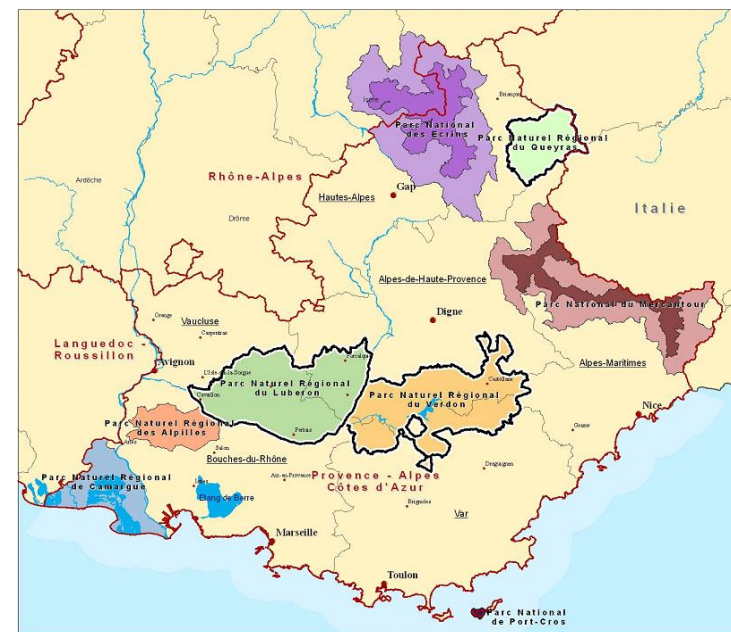 Isère
Briançon
Parc National
des Ecrins
Parc Naturel Régional
du Queyras
Ardèche
Rhône-Alpes
Gap
Hautes-Alpes
Drôme
Italie
Alpes-de-Haute-Provence
Parc National du Mercantour
Digne
Orange
Vaucluse
Carpentras
Languedoc -
Roussillon
Avignon
Forcalquier
Alpes-Maritimes
L'Isle-sur-la-Sorgue
Parc Naturel Régional
du Luberon
Castellane
Cavaillon
Parc Naturel Régional
du Verdon
Nice
Parc Naturel Régional
des Alpilles
Pertuis
Grasse
Arles
Salon
Bouches-du-Rhône
Draguignan
Parc Naturel Régional
de Camargue
Istres
Aix-en-Provence
Provence - Alpes
Côtes d'Azur
Etang de Berre
Brignoles
Var
Marseille
Toulon
Parc National
de Port-Cros